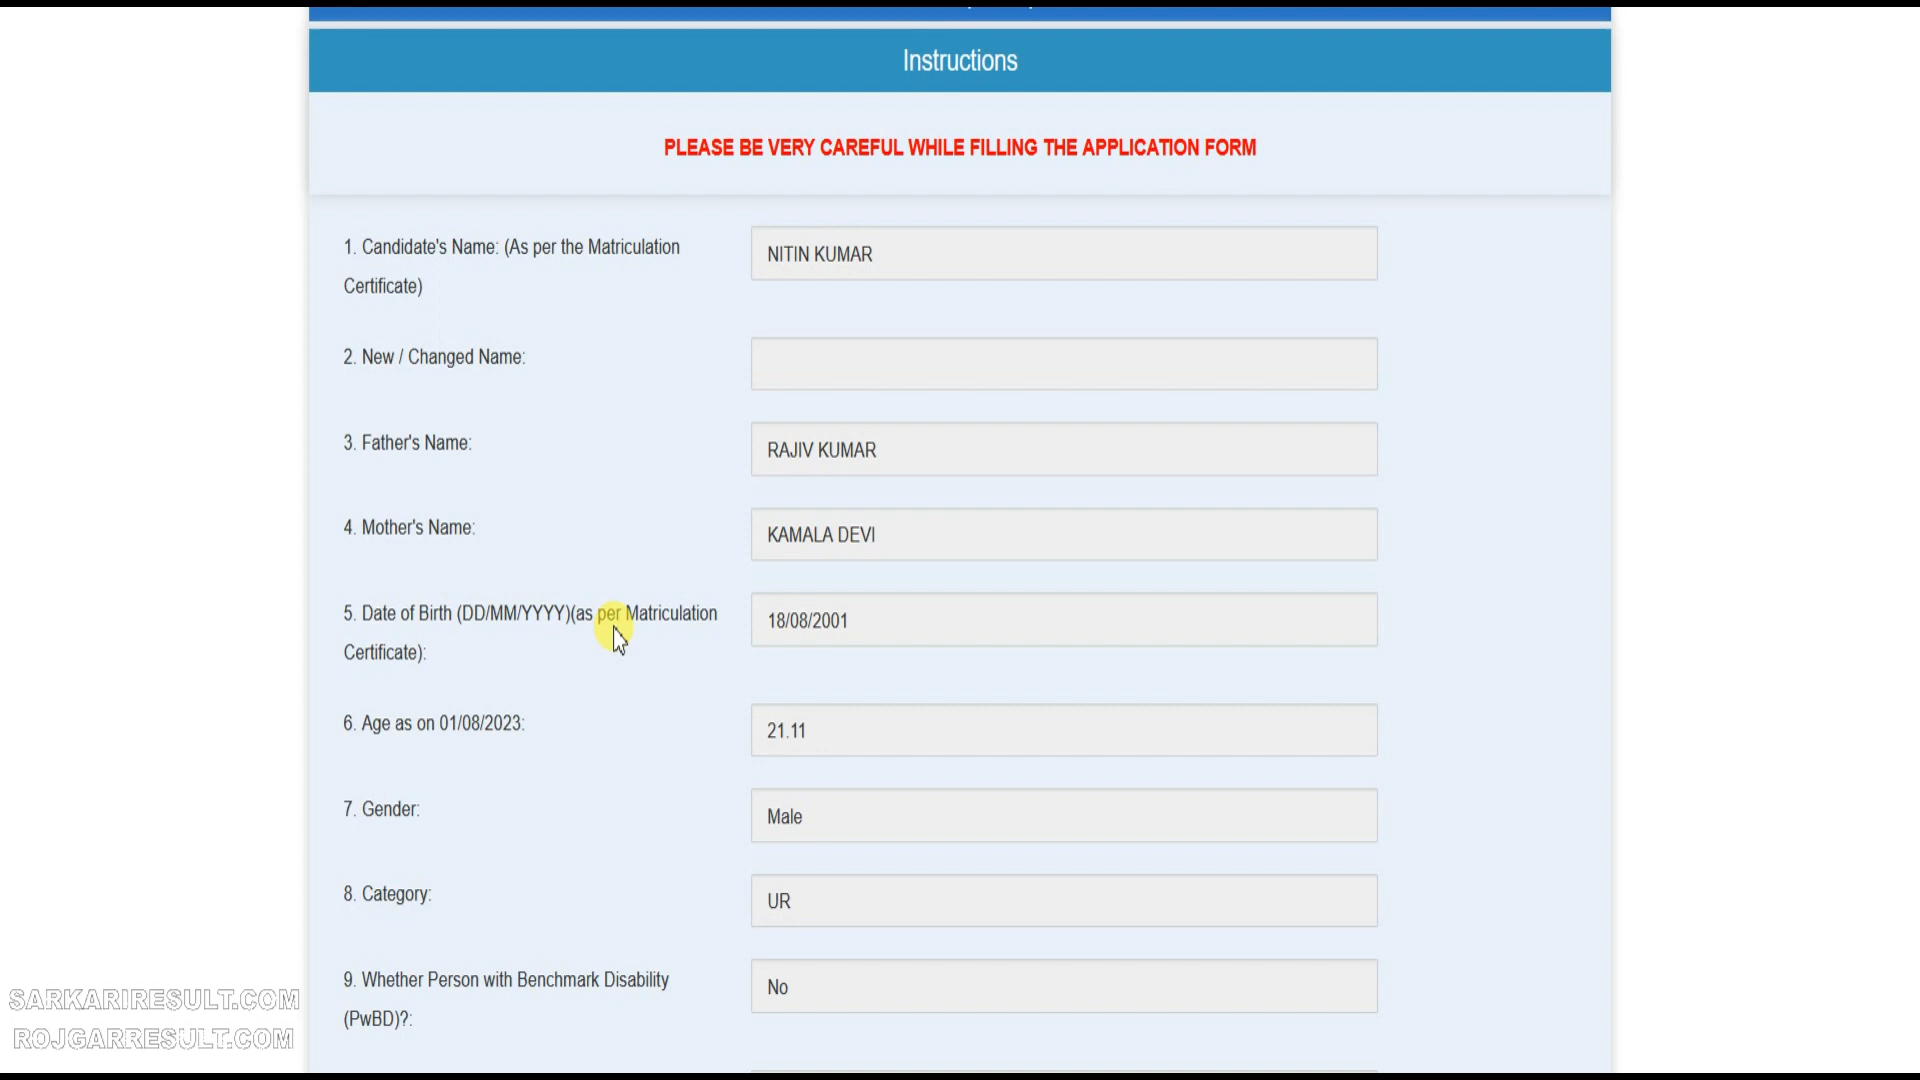 Instructions
PLEASE BE VERY CAREFUL WHILE FILLING THE APPLICATION FORM
1. Candidate's Name: (As per the Matriculation
Certificate)
NITIN KUMAR
2. New / Changed Name:
3. Father's Name:
RAJIV KUMAR
4. Mother's Name:
KAMALA DEVI
5. Date of Birth (DD/MM/YYYY)(as per Matriculation
Certificate):
18/08/2001
6. Age as on 01/08/2023:
21.11
7. Gender:
Male
8. Category:
UR
9. Whether Person with Benchmark Disability
(PwBD)?:
No
SARKARIRESULT.COM
ROJGARRESULT.COM